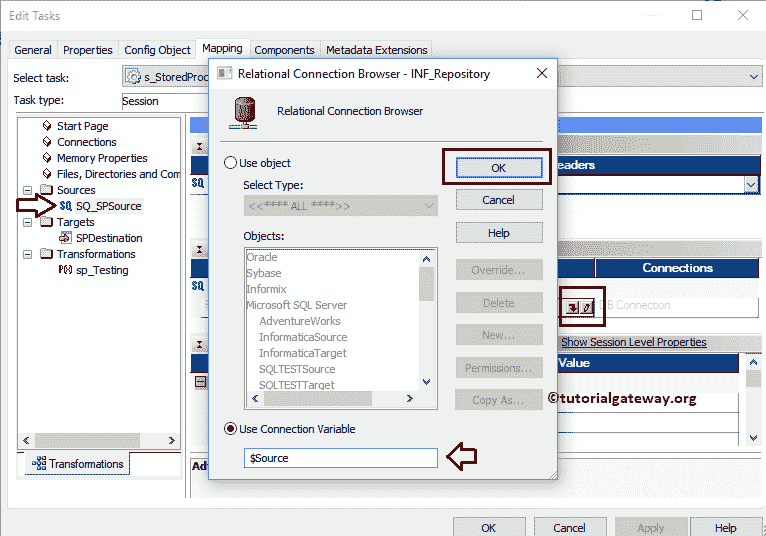 Edit Tasks
General Properties Config Object Mapping Components Metadata Extensions
Select task: s_StoredProc
Task type: Session
Start Page
Connections
Memory Properties
Files, Directories and Com
Sources
SQ_SPSource
Targets
SPDestination
Transformations
sp_Testing
Transformations
Relational Connection Browser - INF_Repository
Relational Connection Browser
Use object
Select Type:
<<**** ALL ****>>
Objects:
Oracle
Sybase
Informix
Microsoft SQL Server
AdventureWorks
InformaticaSource
InformaticaTarget
SQLTESTSource
SQLTESTTarget
Use Connection Variable
$Source
OK
Cancel
Help
Override...
Delete
New...
Permissions...
Copy As...
eaders
Connections
DB Connection
Show Session Level Properties
Value
©tutorialgateway.org
OK Cancel Apply Help